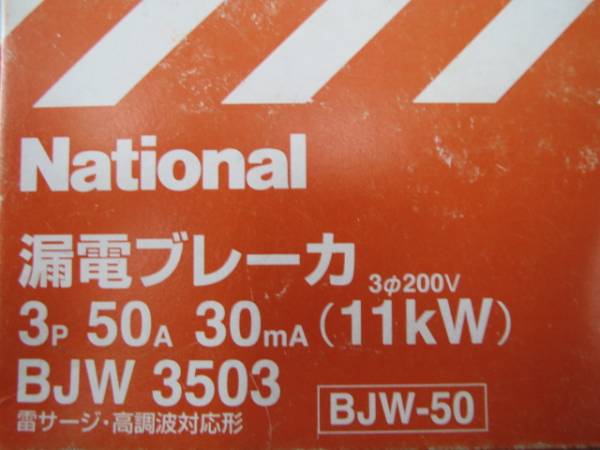 National
漏電ブレーカ 3φ200V
3P 50A 30mA (11kW)
BJW 3503
雷サージ・高調波対応形
BJW-50